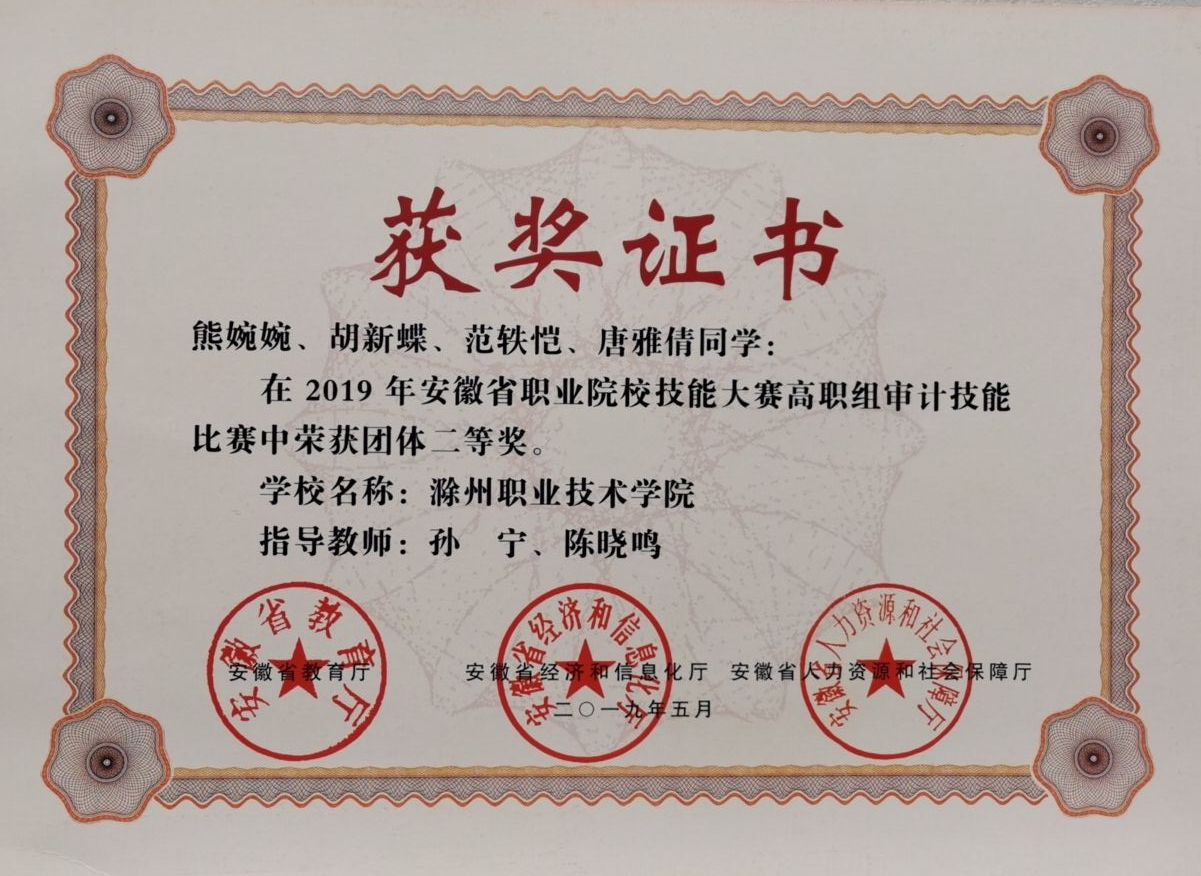 获奖证书
熊婉婉、胡新蝶、范轶恺、唐雅倩同学：
在 2019 年安徽省职业院校技能大赛高职组审计技能
比赛中荣获团体二等奖。
学校名称：滁州职业技术学院
指导教师：孙　宁、陈晓鸣
安徽省教育厅
安徽省经济和信息化厅
安徽省人力资源和社会保障厅
安徽省教育厅 安徽省经济和信息化厅 安徽省人力资源和社会保障厅
二〇一九年五月